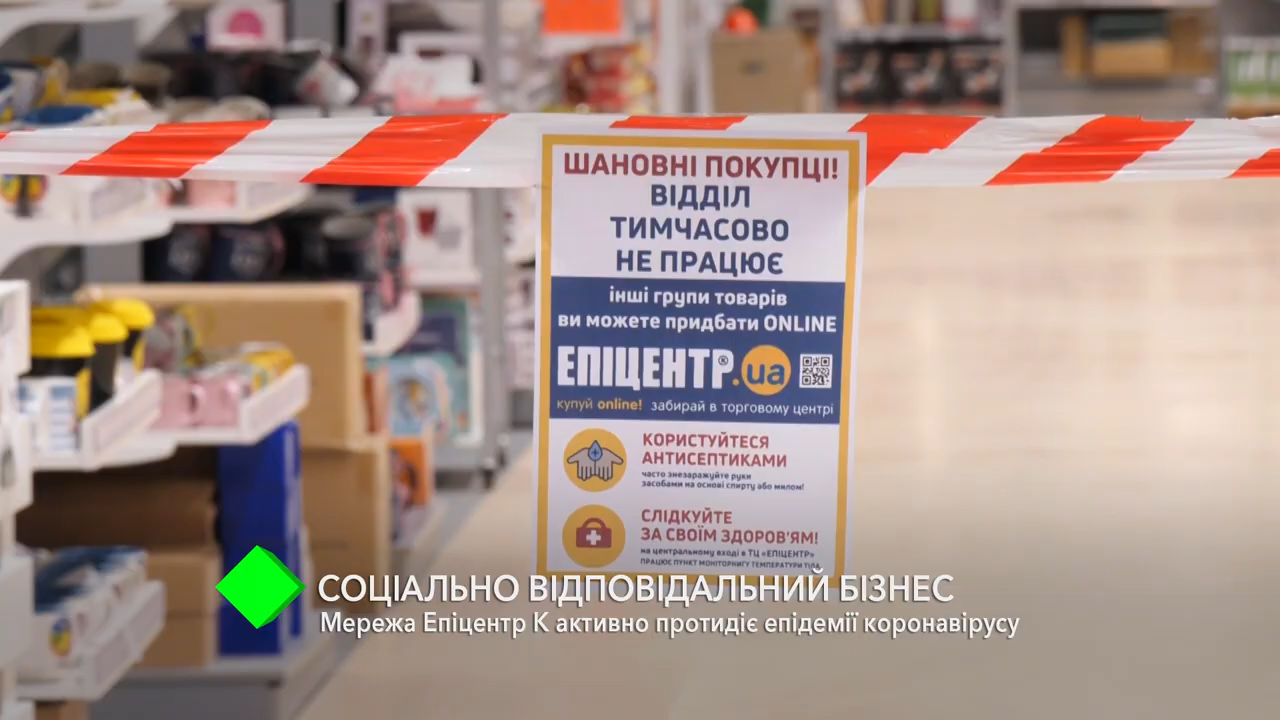 ШАНОВНІ ПОКУПЦІ!
ВІДДІЛ
ТИМЧАСОВО
НЕ ПРАЦЮЄ
інші групи товарів
ви можете придбати ONLINE
ЕПІЦЕНТР®.ua
купуй online! забирай в торговому центрі
КОРИСТУЙТЕСЯ
АНТИСЕПТИКАМИ
часто знезаражуйте руки
засобами на основі спирту або милом!
СЛІДКУЙТЕ
ЗА СВОЇМ ЗДОРОВ'ЯМ!
на центральному вході в ТЦ «ЕПІЦЕНТР»
ПРАЦЮЄ ПУНКТ МОНІТОРИНГУ ТЕМПЕРАТУРИ ТІЛА
СОЦІАЛЬНО ВІДПОВІДАЛЬНИЙ БІЗНЕС
Мережа Епіцентр К активно протидіє епідемії коронавірусу